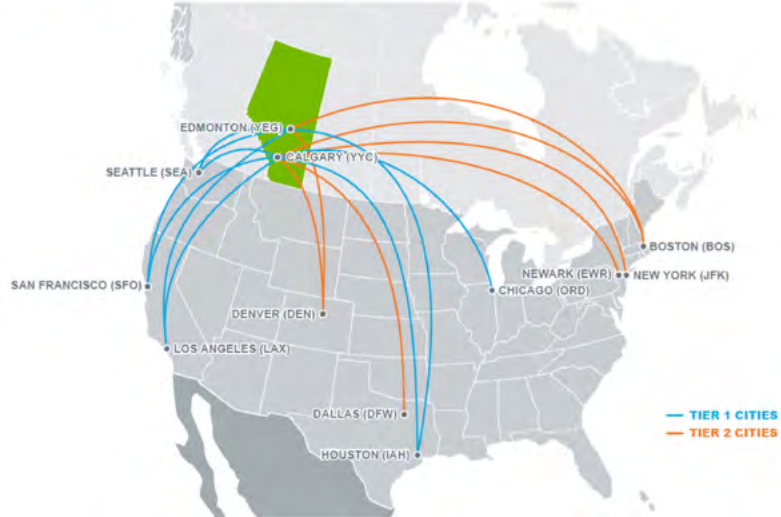 EDMONTON (YEG)
CALGARY (YYC)
SEATTLE (SEA)
BOSTON (BOS)
NEWARK (EWR)
NEW YORK (JFK)
SAN FRANCISCO (SFO)
CHICAGO (ORD)
DENVER (DEN)
LOS ANGELES (LAX)
DALLAS (DFW)
TIER 1 CITIES
TIER 2 CITIES
HOUSTON (IAH)